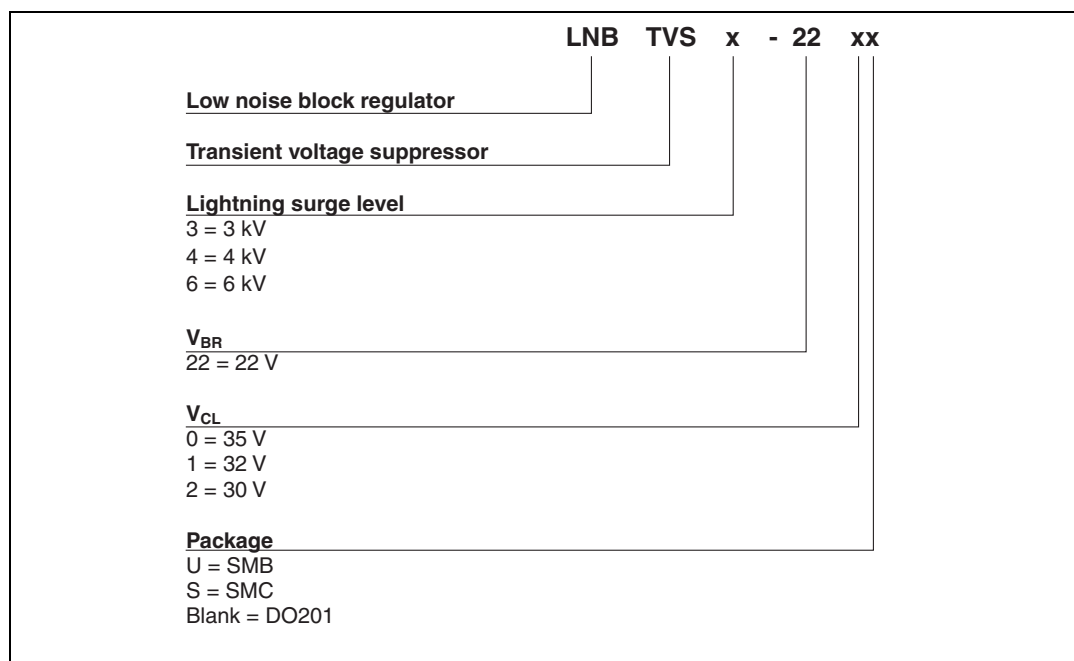 LNB TVS x - 22 xx
Low noise block regulator
Transient voltage suppressor
Lightning surge level
3 = 3 kV
4 = 4 kV
6 = 6 kV
VBR
22 = 22 V
VCL
0 = 35 V
1 = 32 V
2 = 30 V
Package
U = SMB
S = SMC
Blank = DO201